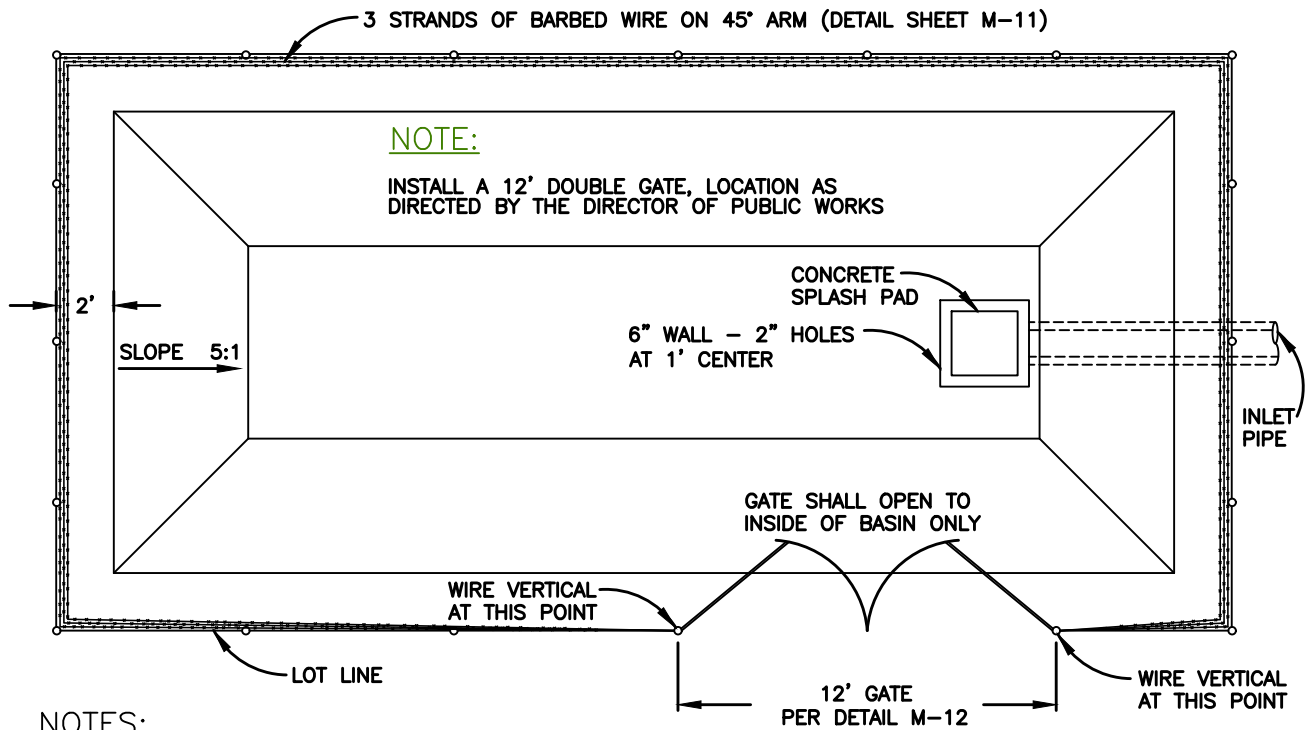 3 STRANDS OF BARBED WIRE ON 45° ARM (DETAIL SHEET M-11)
NOTE:
INSTALL A 12' DOUBLE GATE, LOCATION AS
DIRECTED BY THE DIRECTOR OF PUBLIC WORKS
CONCRETE
SPLASH PAD
2'
6" WALL - 2" HOLES
AT 1' CENTER
SLOPE 5:1
INLET
PIPE
GATE SHALL OPEN TO
INSIDE OF BASIN ONLY
WIRE VERTICAL
AT THIS POINT
LOT LINE
12' GATE
PER DETAIL M-12
WIRE VERTICAL
AT THIS POINT
NOTES: